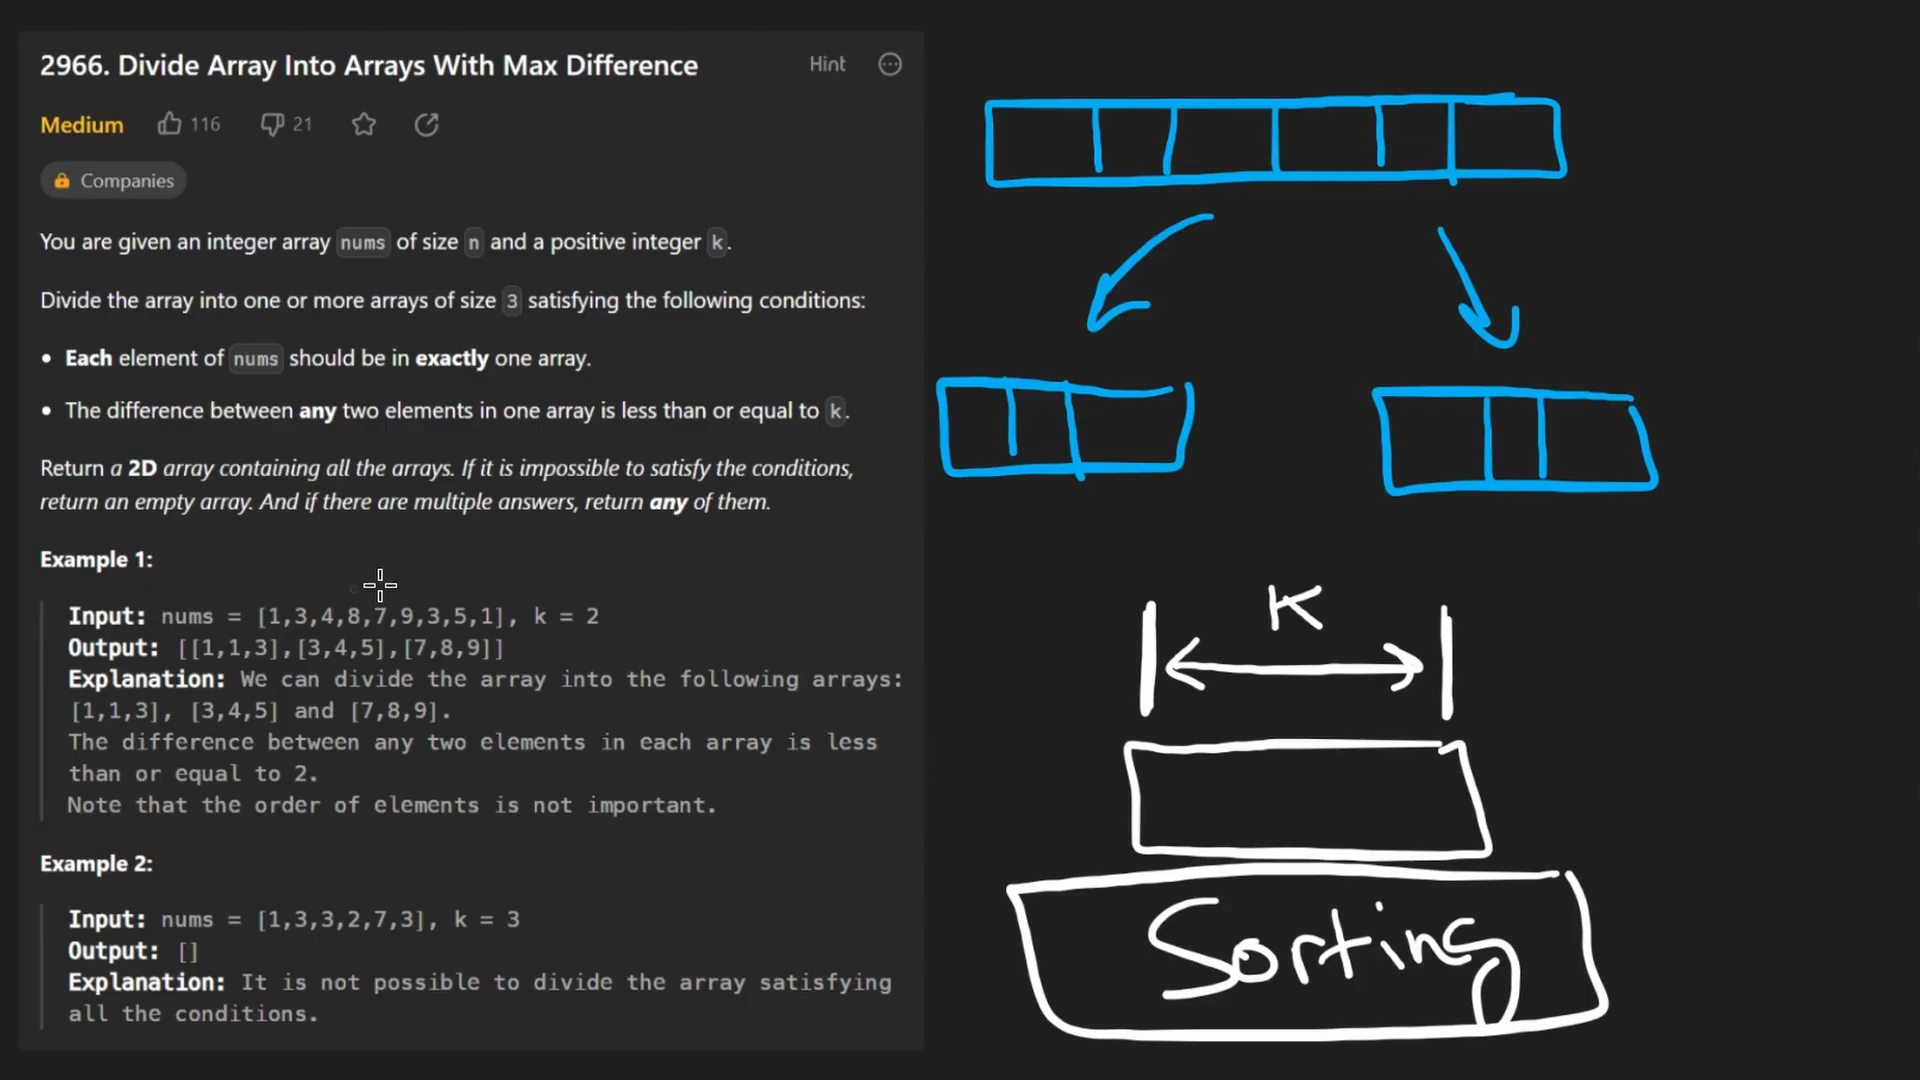 2966. Divide Array Into Arrays With Max Difference
Hint
Medium
116
21
Companies
You are given an integer array nums of size n and a positive integer k.
Divide the array into one or more arrays of size 3 satisfying the following conditions:
• Each element of nums should be in exactly one array.
• The difference between any two elements in one array is less than or equal to k.
Return a 2D array containing all the arrays. If it is impossible to satisfy the conditions,
return an empty array. And if there are multiple answers, return any of them.
Example 1:
Input: nums = [1,3,4,8,7,9,3,5,1], k = 2
Output: [[1,1,3],[3,4,5],[7,8,9]]
Explanation: We can divide the array into the following arrays:
[1,1,3], [3,4,5] and [7,8,9].
The difference between any two elements in each array is less
than or equal to 2.
Note that the order of elements is not important.
Example 2:
Input: nums = [1,3,3,2,7,3], k = 3
Output: []
Explanation: It is not possible to divide the array satisfying
all the conditions.
K
Sorting